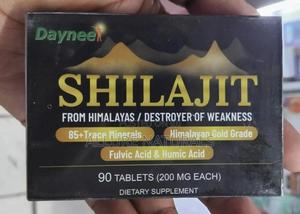 Daynee
SHILAJIT
FROM HIMALAYAS / DESTROYER OF WEAKNESS
85+Trace Minerals
Himalayan Gold Grade
Fulvic Acid & Humic Acid
90 TABLETS (200 MG EACH)
DIETARY SUPPLEMENT